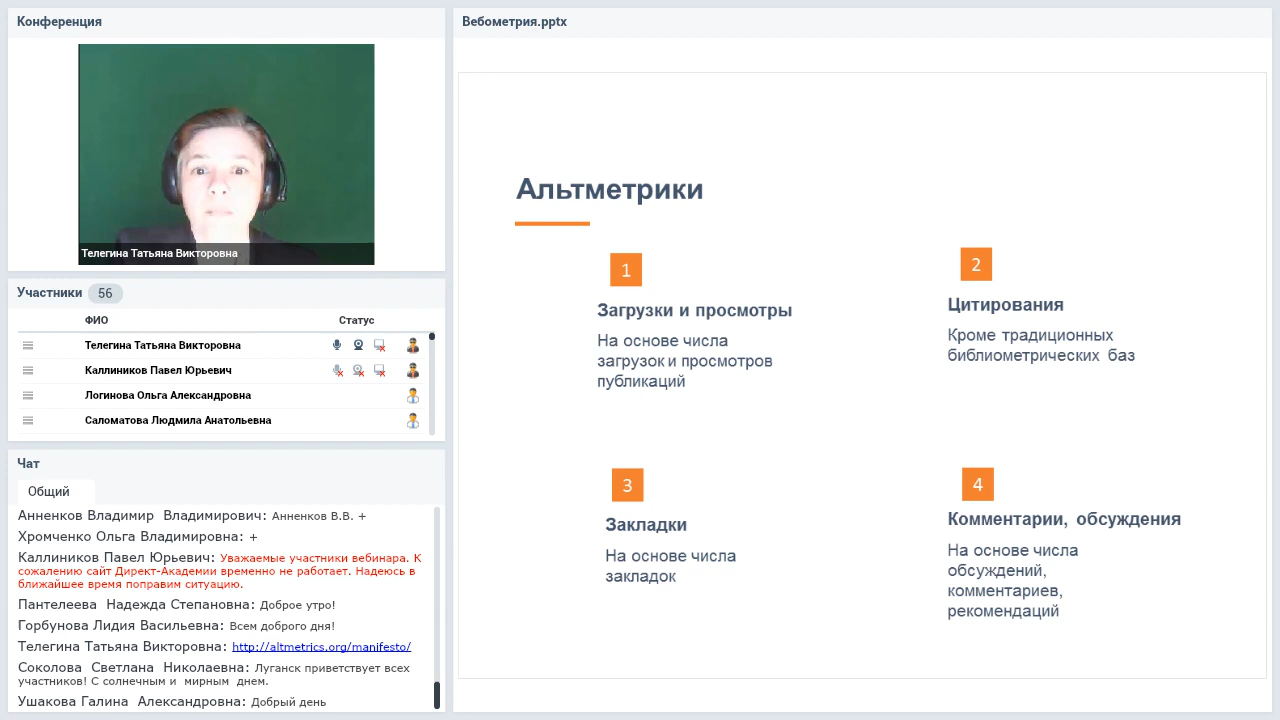 Конференция
Телегина Татьяна Викторовна
Участники 56
ФИО Статус
Телегина Татьяна Викторовна
Каллиников Павел Юрьевич
Логинова Ольга Александровна
Саломатова Людмила Анатольевна
Чат
Общий
Анненков Владимир Владимирович: Анненков В.В. +
Хромченко Ольга Владимировна: +
Каллиников Павел Юрьевич: Уважаемые участники вебинара. К
сожалению сайт Директ-Академии временно не работает. Надеюсь в
ближайшее время поправим ситуацию.
Пантелеева Надежда Степановна: Доброе утро!
Горбунова Лидия Васильевна: Всем доброго дня!
Телегина Татьяна Викторовна: http://altmetrics.org/manifesto/
Соколова Светлана Николаевна: Луганск приветствует всех
участников! С солнечным и мирным днем.
Ушакова Галина Александровна: Добрый день
Вебометрия.pptx
Альтметрики
1
Загрузки и просмотры
На основе числа
загрузок и просмотров
публикаций
2
Цитирования
Кроме традиционных
библиометрических баз
3
Закладки
На основе числа
закладок
4
Комментарии, обсуждения
На основе числа
обсуждений,
комментариев,
рекомендаций